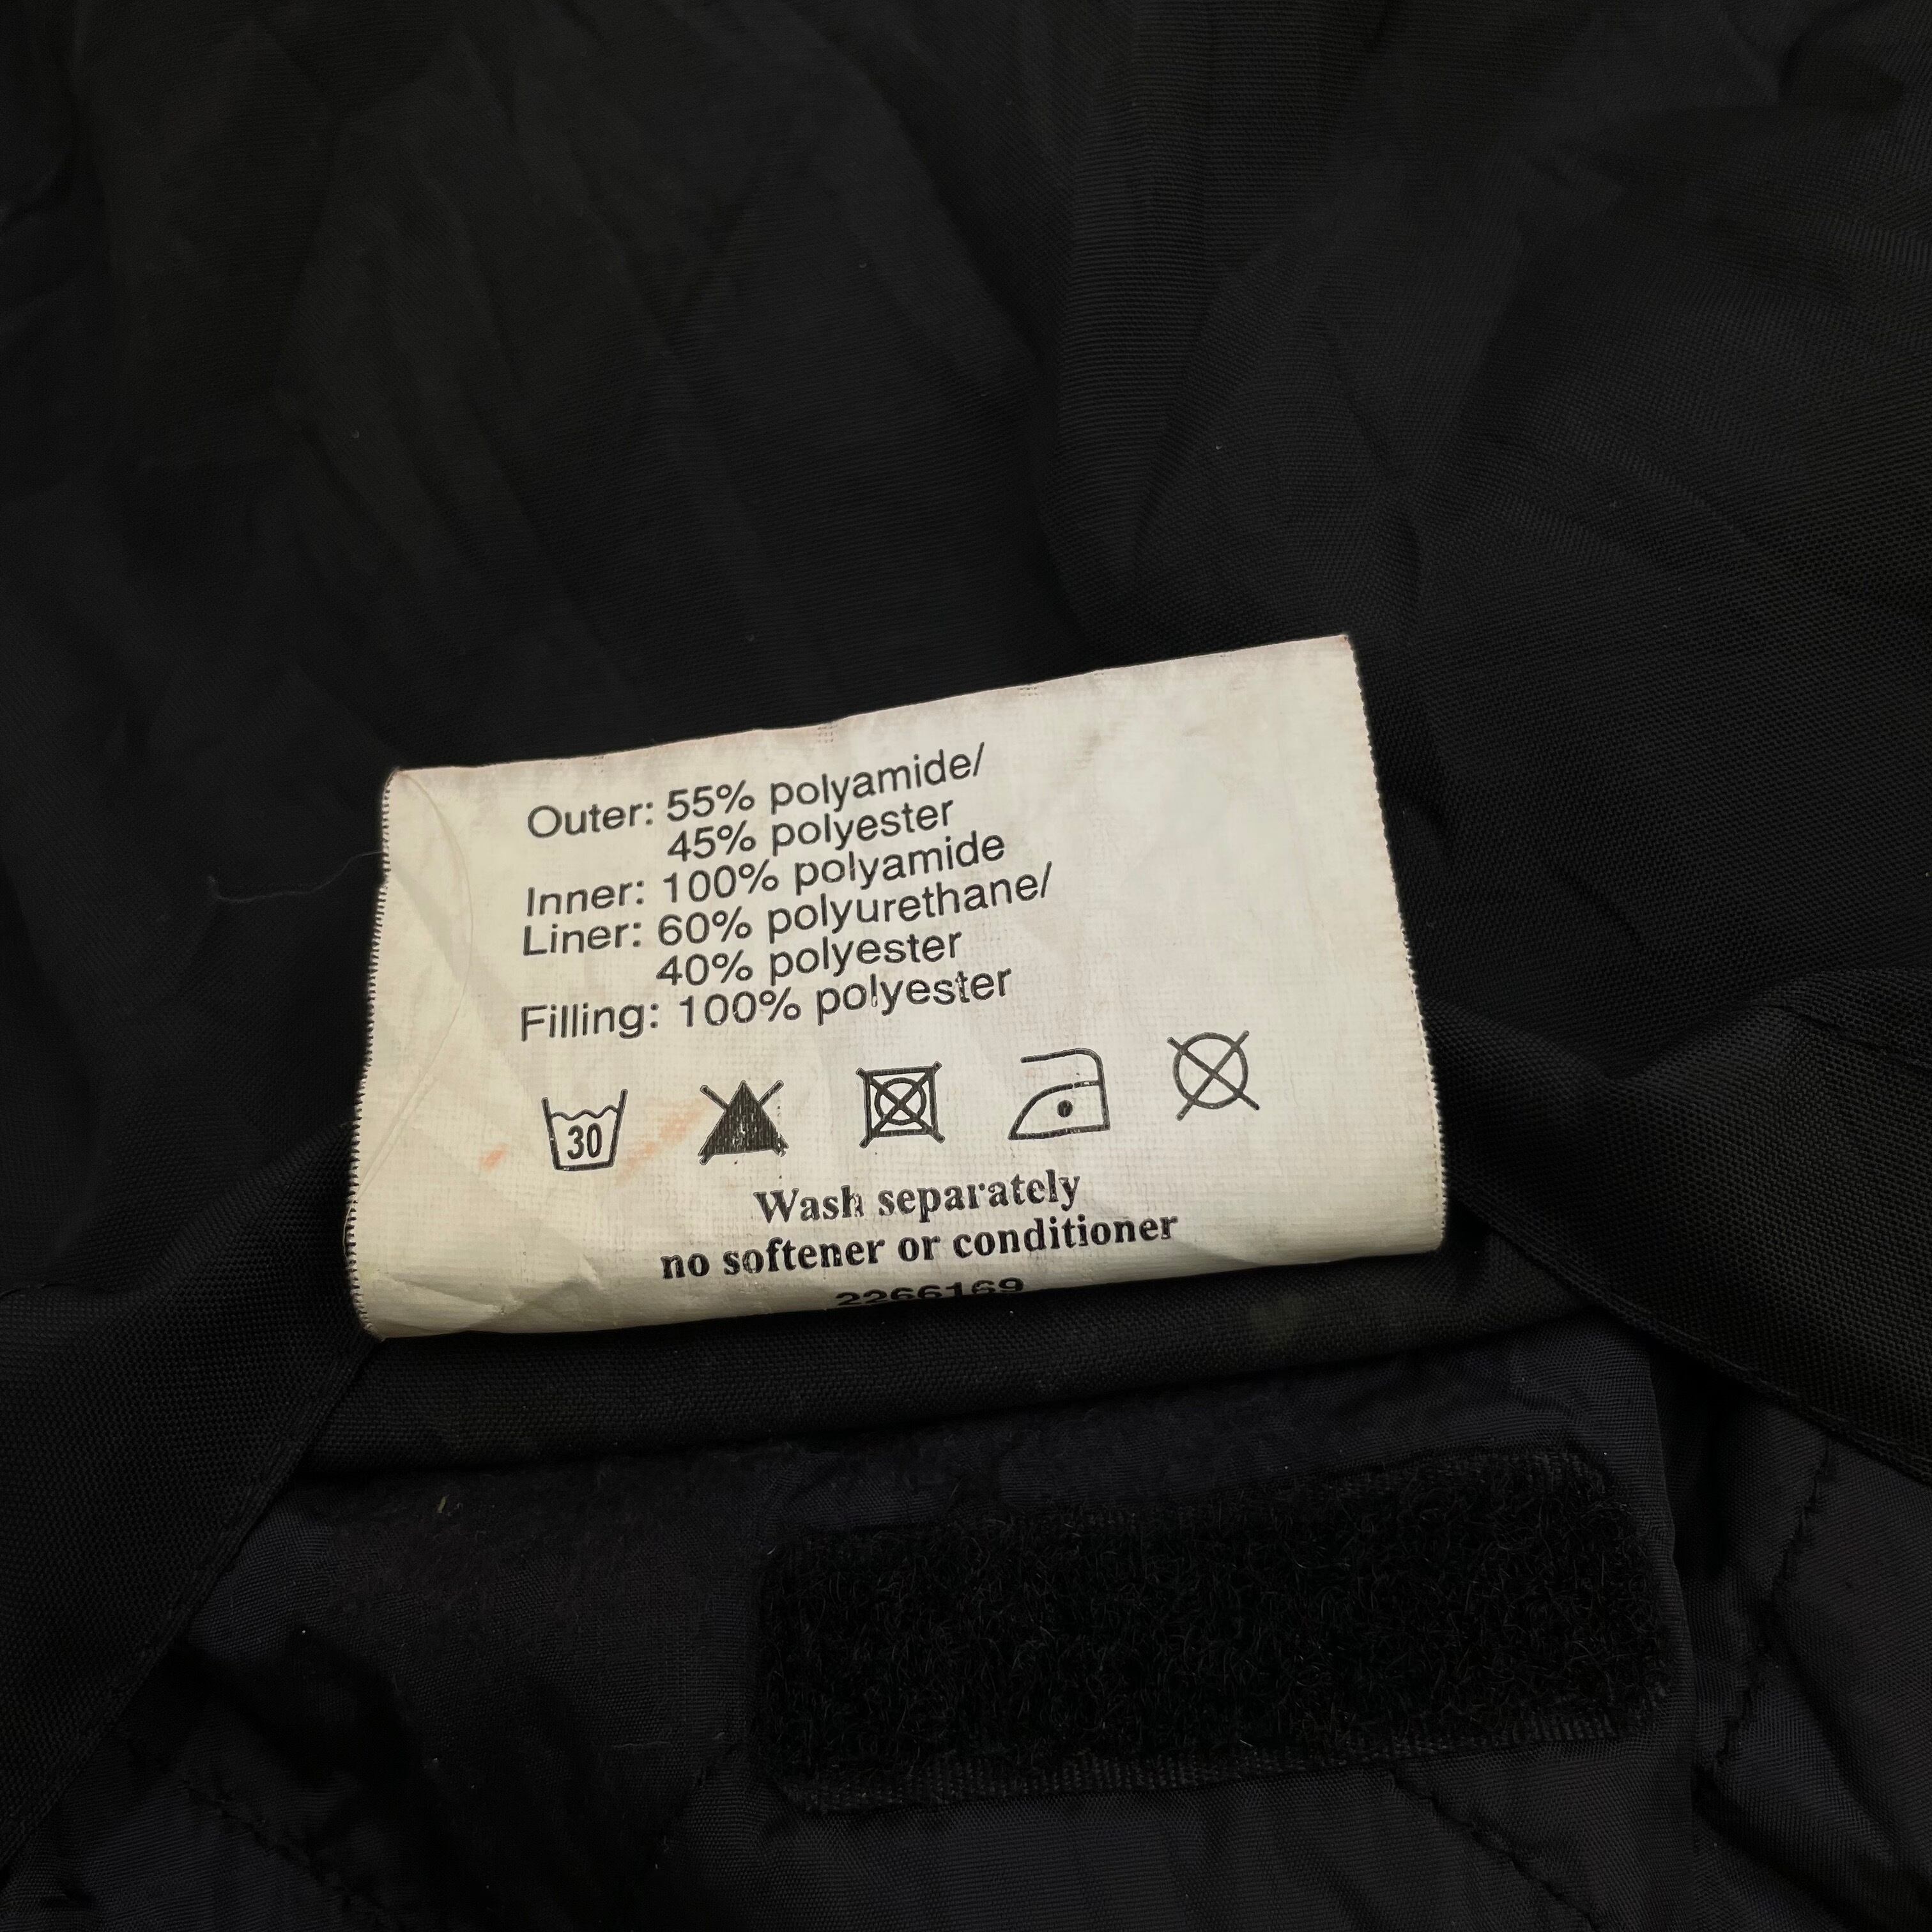 Outer: 55% polyamide/
45% polyester
Inner: 100% polyamide
Liner: 60% polyurethane/
40% polyester
Filling: 100% polyester
30
Wash separately
no softener or conditioner
2266169